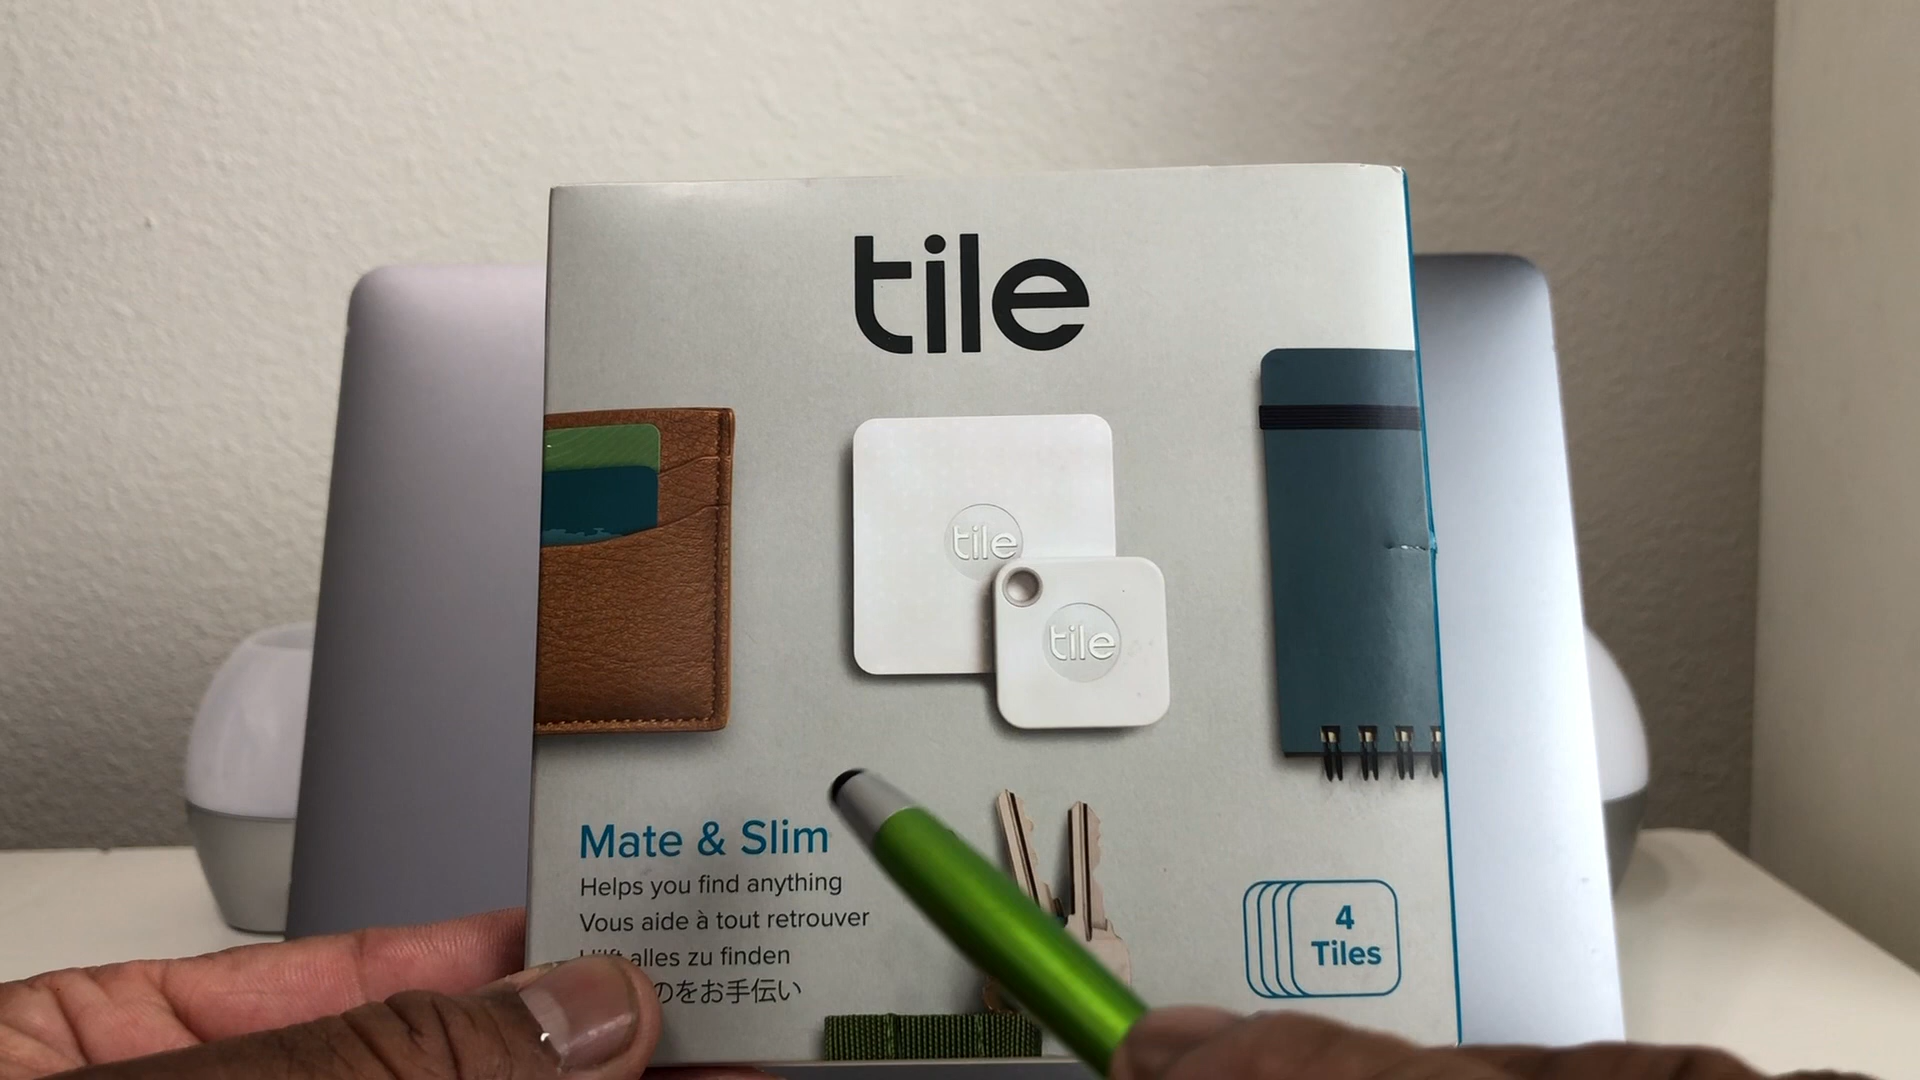 tile
tile
tile
Mate & Slim
Helps you find anything
Vous aide à tout retrouver
Hilft alles zu finden
のをお手伝い
4
Tiles